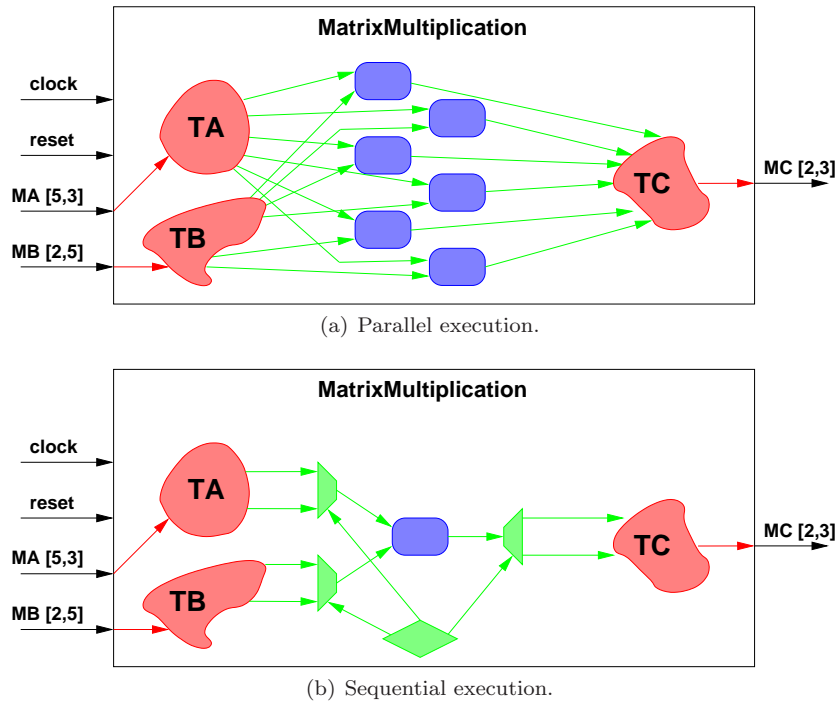 MatrixMultiplication
clock
TA
reset
TC
MC [2,3]
MA [5,3]
TB
MB [2,5]
(a) Parallel execution.
MatrixMultiplication
clock
TA
reset
TC
MC [2,3]
MA [5,3]
TB
MB [2,5]
(b) Sequential execution.